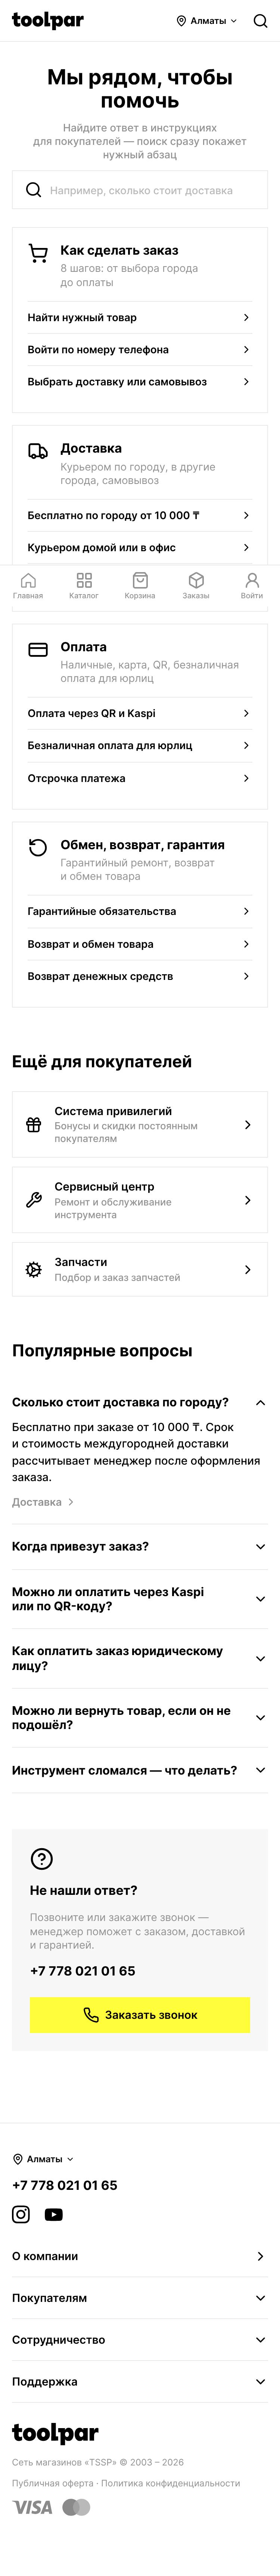 toolpar
Алматы
Мы рядом, чтобы
помочь
Найдите ответ в инструкциях
для покупателей — поиск сразу покажет
нужный абзац
Например, сколько стоит доставка
Как сделать заказ
8 шагов: от выбора города
до оплаты
Найти нужный товар
Войти по номеру телефона
Выбрать доставку или самовывоз
Доставка
Курьером по городу, в другие
города, самовывоз
Бесплатно по городу от 10 000 ₸
Курьером домой или в офис
Главная
Каталог
Корзина
Заказы
Войти
Оплата
Наличные, карта, QR, безналичная
оплата для юрлиц
Оплата через QR и Kaspi
Безналичная оплата для юрлиц
Отсрочка платежа
Обмен, возврат, гарантия
Гарантийный ремонт, возврат
и обмен товара
Гарантийные обязательства
Возврат и обмен товара
Возврат денежных средств
Ещё для покупателей
Система привилегий
Бонусы и скидки постоянным
покупателям
Сервисный центр
Ремонт и обслуживание
инструмента
Запчасти
Подбор и заказ запчастей
Популярные вопросы
Сколько стоит доставка по городу?
Бесплатно при заказе от 10 000 ₸. Срок
и стоимость междугородней доставки
рассчитывает менеджер после оформления
заказа.
Доставка
Когда привезут заказ?
Можно ли оплатить через Kaspi
или по QR-коду?
Как оплатить заказ юридическому
лицу?
Можно ли вернуть товар, если он не
подошёл?
Инструмент сломался — что делать?
Не нашли ответ?
Позвоните или закажите звонок —
менеджер поможет с заказом, доставкой
и гарантией.
+7 778 021 01 65
Заказать звонок
Алматы
+7 778 021 01 65
О компании
Покупателям
Сотрудничество
Поддержка
toolpar
Сеть магазинов «TSSP» © 2003 – 2026
Публичная оферта · Политика конфиденциальности
VISA